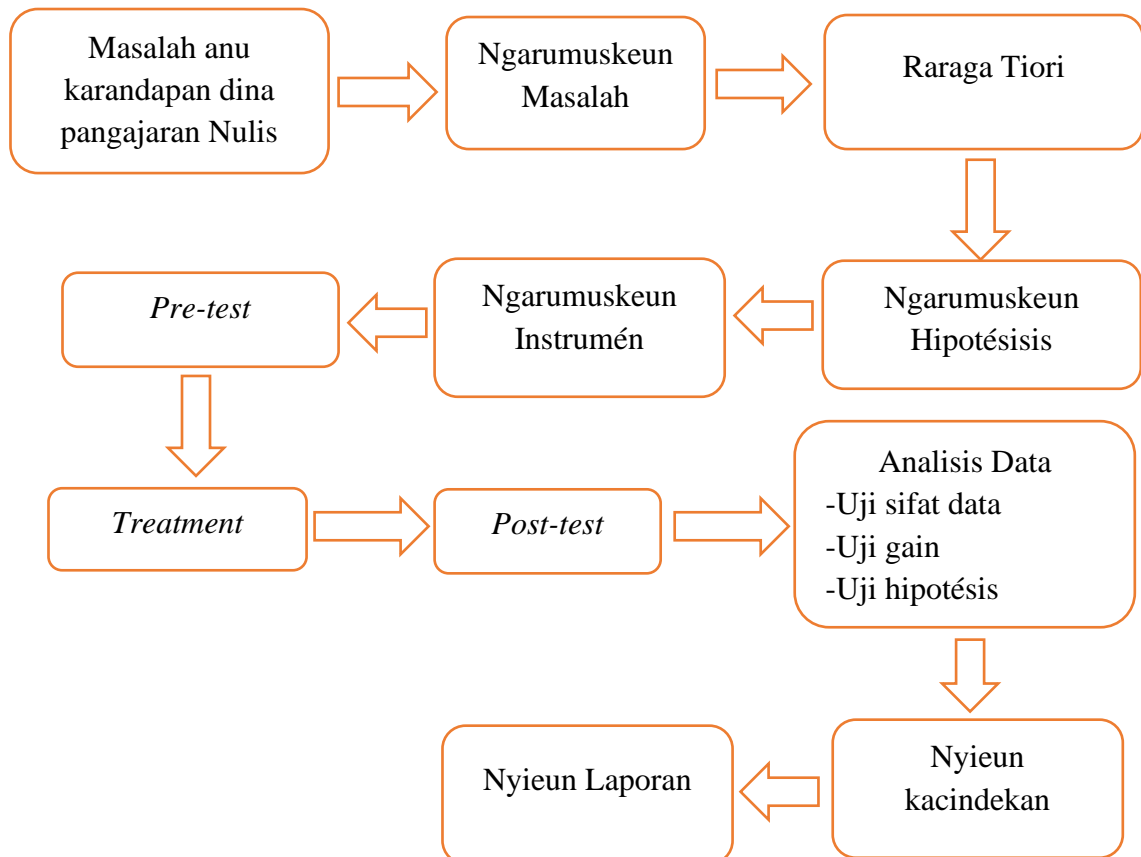 Masalah anu
karandapan dina
pangajaran Nulis
Ngarumuskeun
Masalah
Raraga Tiori
Ngarumuskeun
Hipotésisis
Ngarumuskeun
Instrumén
Pre-test
Treatment
Post-test
Analisis Data
-Uji sifat data
-Uji gain
-Uji hipotésis
Nyieun
kacindekan
Nyieun Laporan